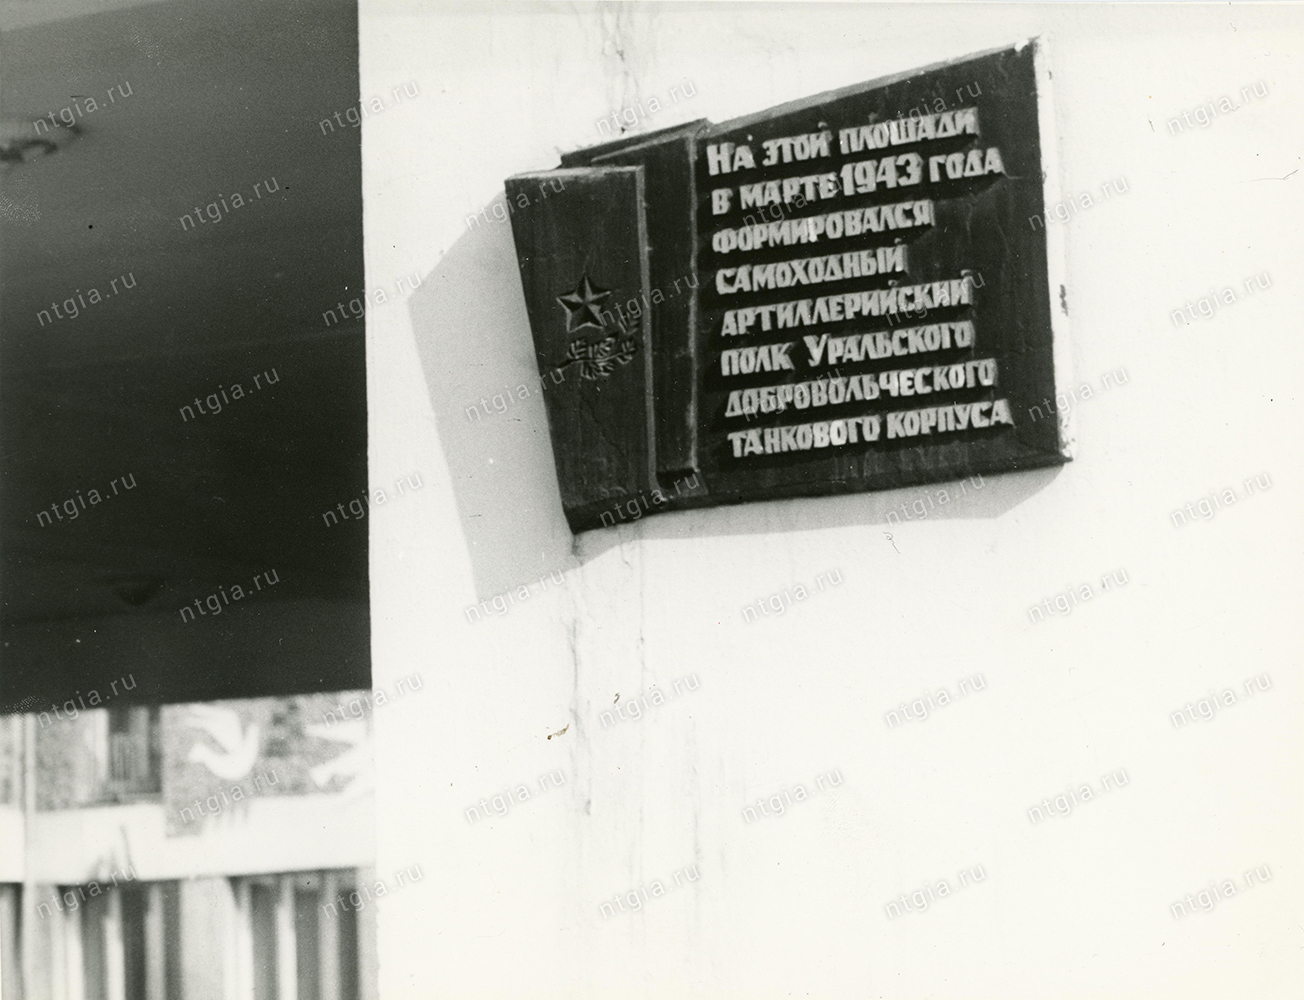 На этой площади
в марте 1943 года
формировался
самоходный
артиллерийский
полк Уральского
добровольческого
танкового корпуса
ntgia.ru